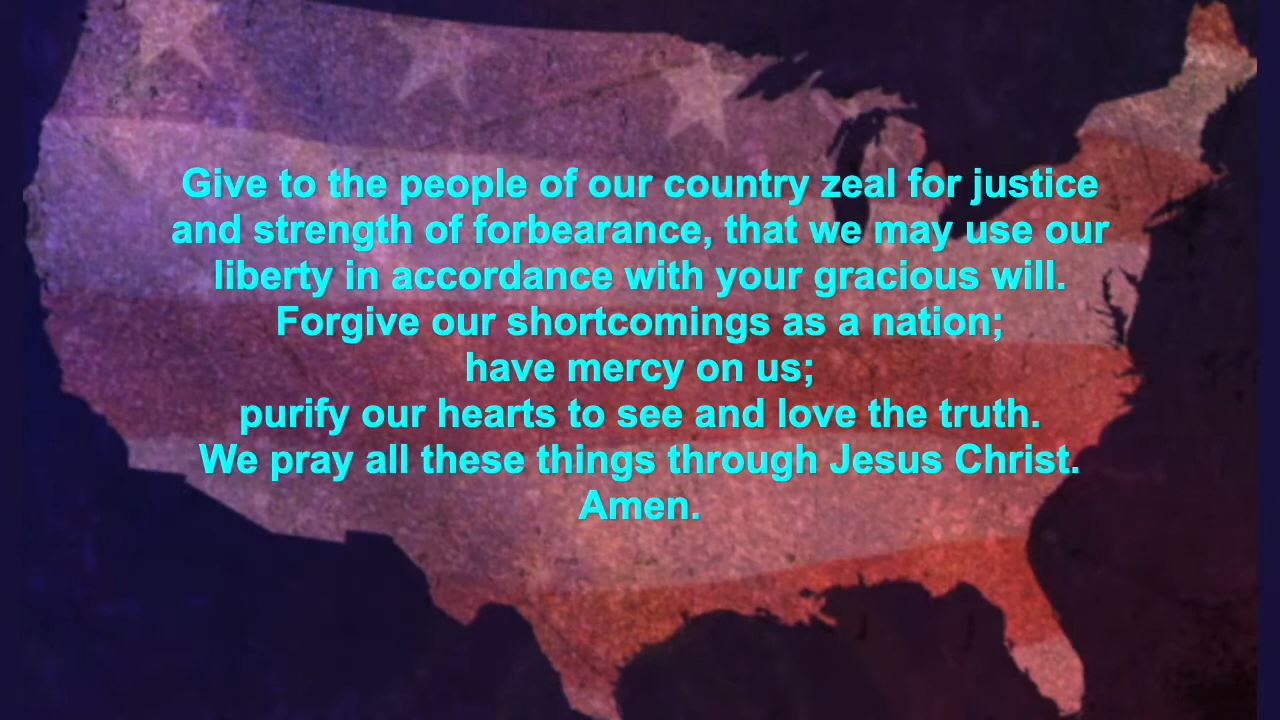 Give to the people of our country zeal for justice
and strength of forbearance, that we may use our
liberty in accordance with your gracious will.
Forgive our shortcomings as a nation;
have mercy on us;
purify our hearts to see and love the truth.
We pray all these things through Jesus Christ.
Amen.